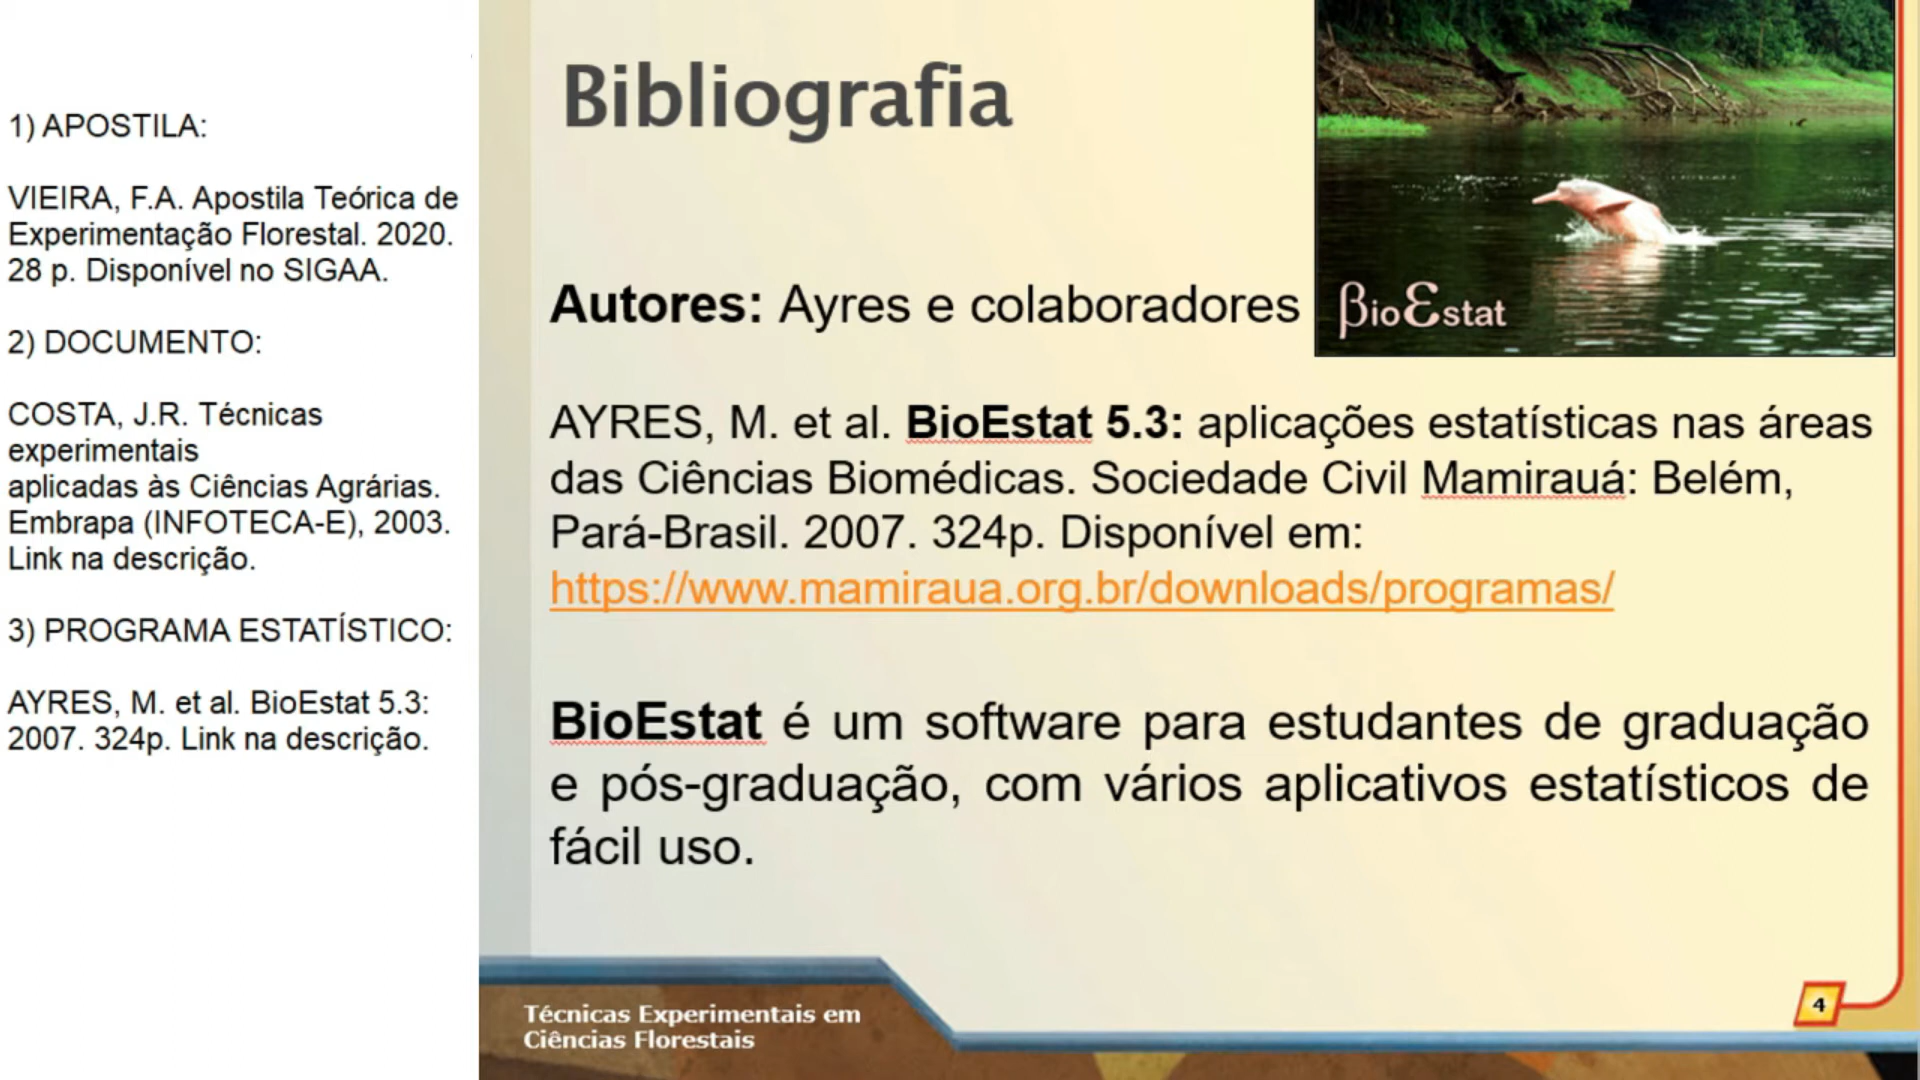 1) APOSTILA:
VIEIRA, F.A. Apostila Teórica de
Experimentação Florestal. 2020.
28 p. Disponível no SIGAA.
2) DOCUMENTO:
COSTA, J.R. Técnicas
experimentais
aplicadas às Ciências Agrárias.
Embrapa (INFOTECA-E), 2003.
Link na descrição.
3) PROGRAMA ESTATÍSTICO:
AYRES, M. et al. BioEstat 5.3:
2007. 324p. Link na descrição.
Bibliografia
Autores: Ayres e colaboradores
βioεstat
AYRES, M. et al. BioEstat 5.3: aplicações estatísticas nas áreas
das Ciências Biomédicas. Sociedade Civil Mamirauá: Belém,
Pará-Brasil. 2007. 324p. Disponível em:
https://www.mamiraua.org.br/downloads/programas/
BioEstat é um software para estudantes de graduação
e pós-graduação, com vários aplicativos estatísticos de
fácil uso.
Técnicas Experimentais em
Ciências Florestais
4